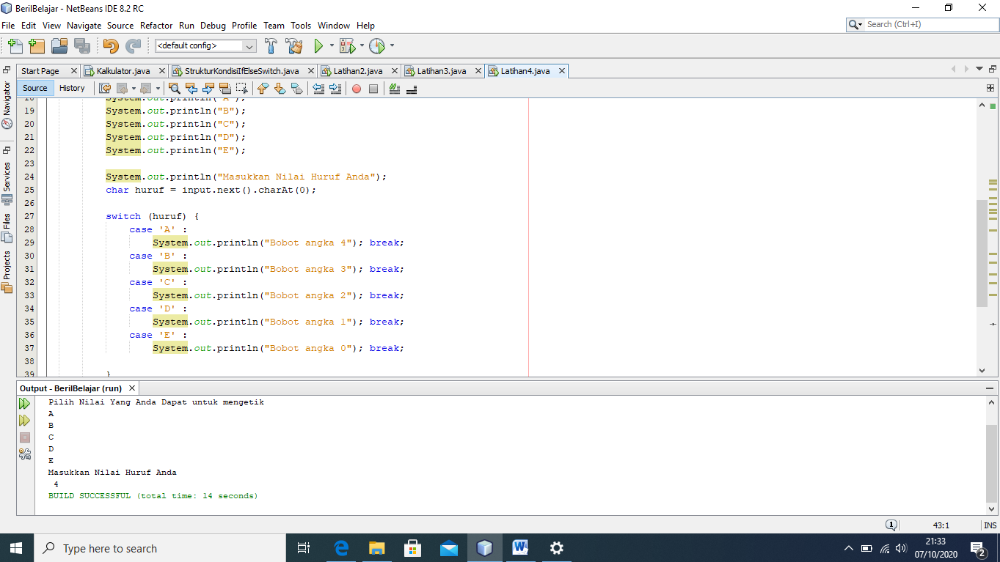 BerilBelajar - NetBeans IDE 8.2 RC
File Edit View Navigate Source Refactor Run Debug Profile Team Tools Window Help
Search (Ctrl+I)
<default config>
Start Page Kalkulator.java StrukturKondisiIfElseSwitch.java Latihan2.java Latihan3.java Latihan4.java
Source History
Navigator
Services
Files
Projects
18 System.out.println("A");
19 System.out.println("B");
20 System.out.println("C");
21 System.out.println("D");
22 System.out.println("E");
23
24 System.out.println("Masukkan Nilai Huruf Anda");
25 char huruf = input.next().charAt(0);
26
27 switch (huruf) {
28 case 'A' :
29 System.out.println("Bobot angka 4"); break;
30 case 'B' :
31 System.out.println("Bobot angka 3"); break;
32 case 'C' :
33 System.out.println("Bobot angka 2"); break;
34 case 'D' :
35 System.out.println("Bobot angka 1"); break;
36 case 'E' :
37 System.out.println("Bobot angka 0"); break;
38
39 }
Output - BerilBelajar (run)
Pilih Nilai Yang Anda Dapat untuk mengetik
A
B
C
D
E
Masukkan Nilai Huruf Anda
4
BUILD SUCCESSFUL (total time: 14 seconds)
1 43:1 INS
Type here to search
21:33
07/10/2020
2